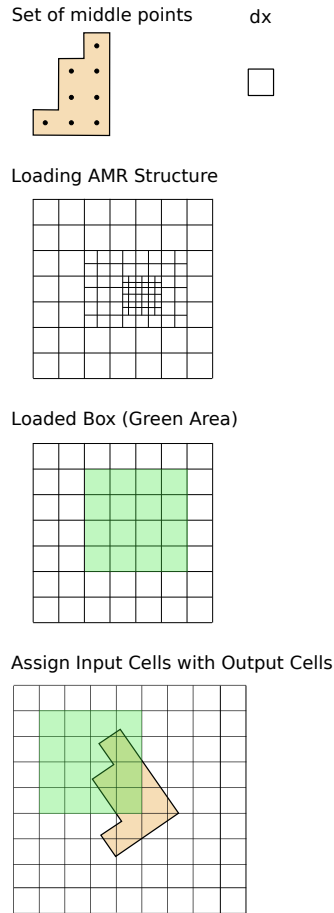 Set of middle points
dx
Loading AMR Structure
Loaded Box (Green Area)
Assign Input Cells with Output Cells